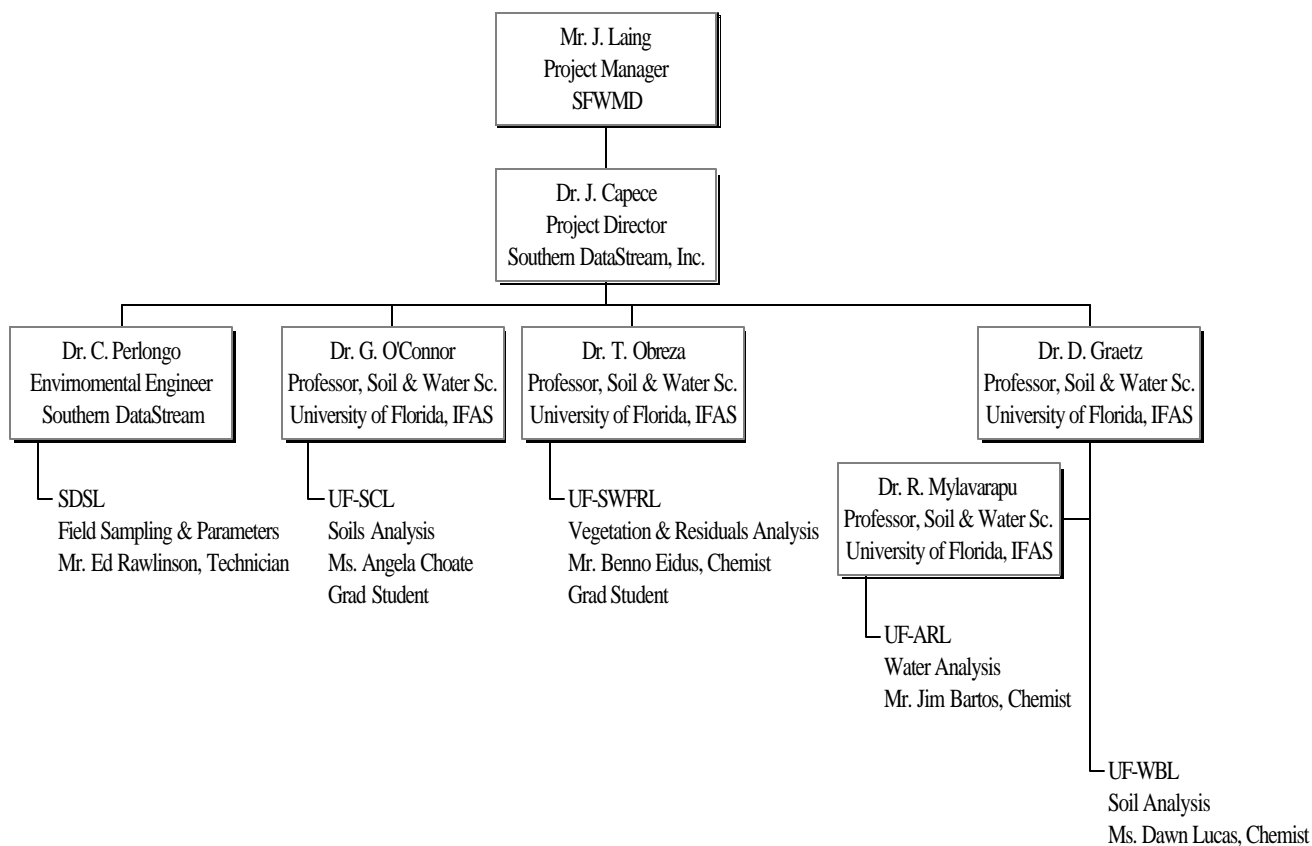 Mr. J. Laing
Project Manager
SFWMD
Dr. J. Capece
Project Director
Southern DataStream, Inc.
Dr. C. Perlongo
Envirnomental Engineer
Southern DataStream
Dr. G. O'Connor
Professor, Soil & Water Sc.
University of Florida, IFAS
Dr. T. Obreza
Professor, Soil & Water Sc.
University of Florida, IFAS
Dr. D. Graetz
Professor, Soil & Water Sc.
University of Florida, IFAS
SDSL
Field Sampling & Parameters
Mr. Ed Rawlinson, Technician
UF-SCL
Soils Analysis
Ms. Angela Choate
Grad Student
UF-SWFRL
Vegetation & Residuals Analysis
Mr. Benno Eidus, Chemist
Grad Student
Dr. R. Mylavarapu
Professor, Soil & Water Sc.
University of Florida, IFAS
UF-ARL
Water Analysis
Mr. Jim Bartos, Chemist
UF-WBL
Soil Analysis
Ms. Dawn Lucas, Chemist